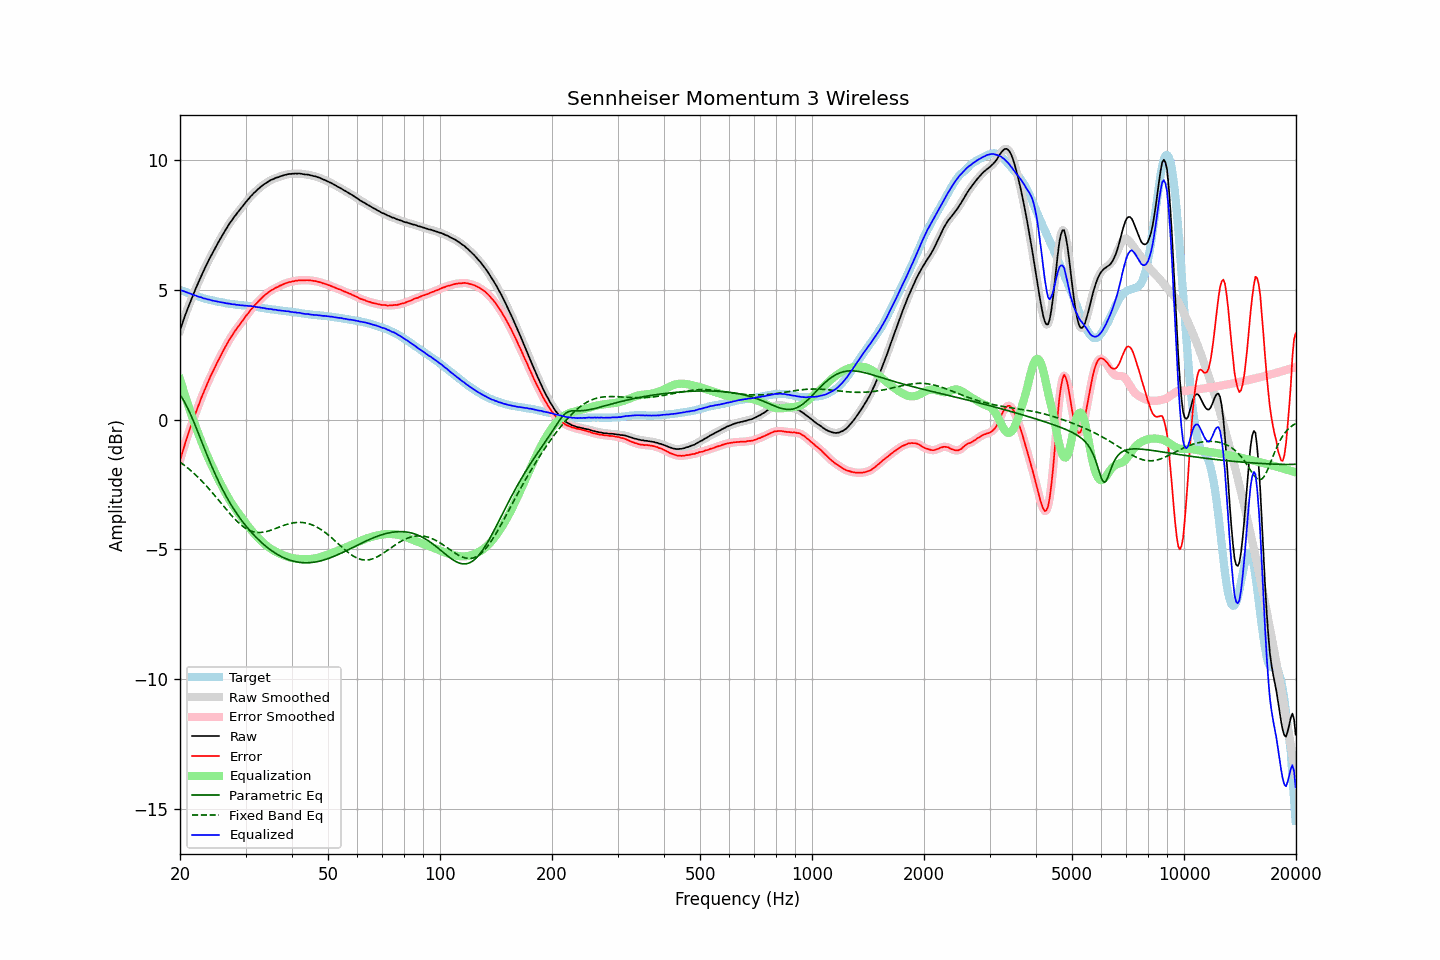 Sennheiser Momentum 3 Wireless
Amplitude (dBr)
10
5
0
−5
−10
−15
Target
Raw Smoothed
Error Smoothed
Raw
Error
Equalization
Parametric Eq
Fixed Band Eq
Equalized
20 50 100 200 500 1000 2000 5000 10000 20000
Frequency (Hz)